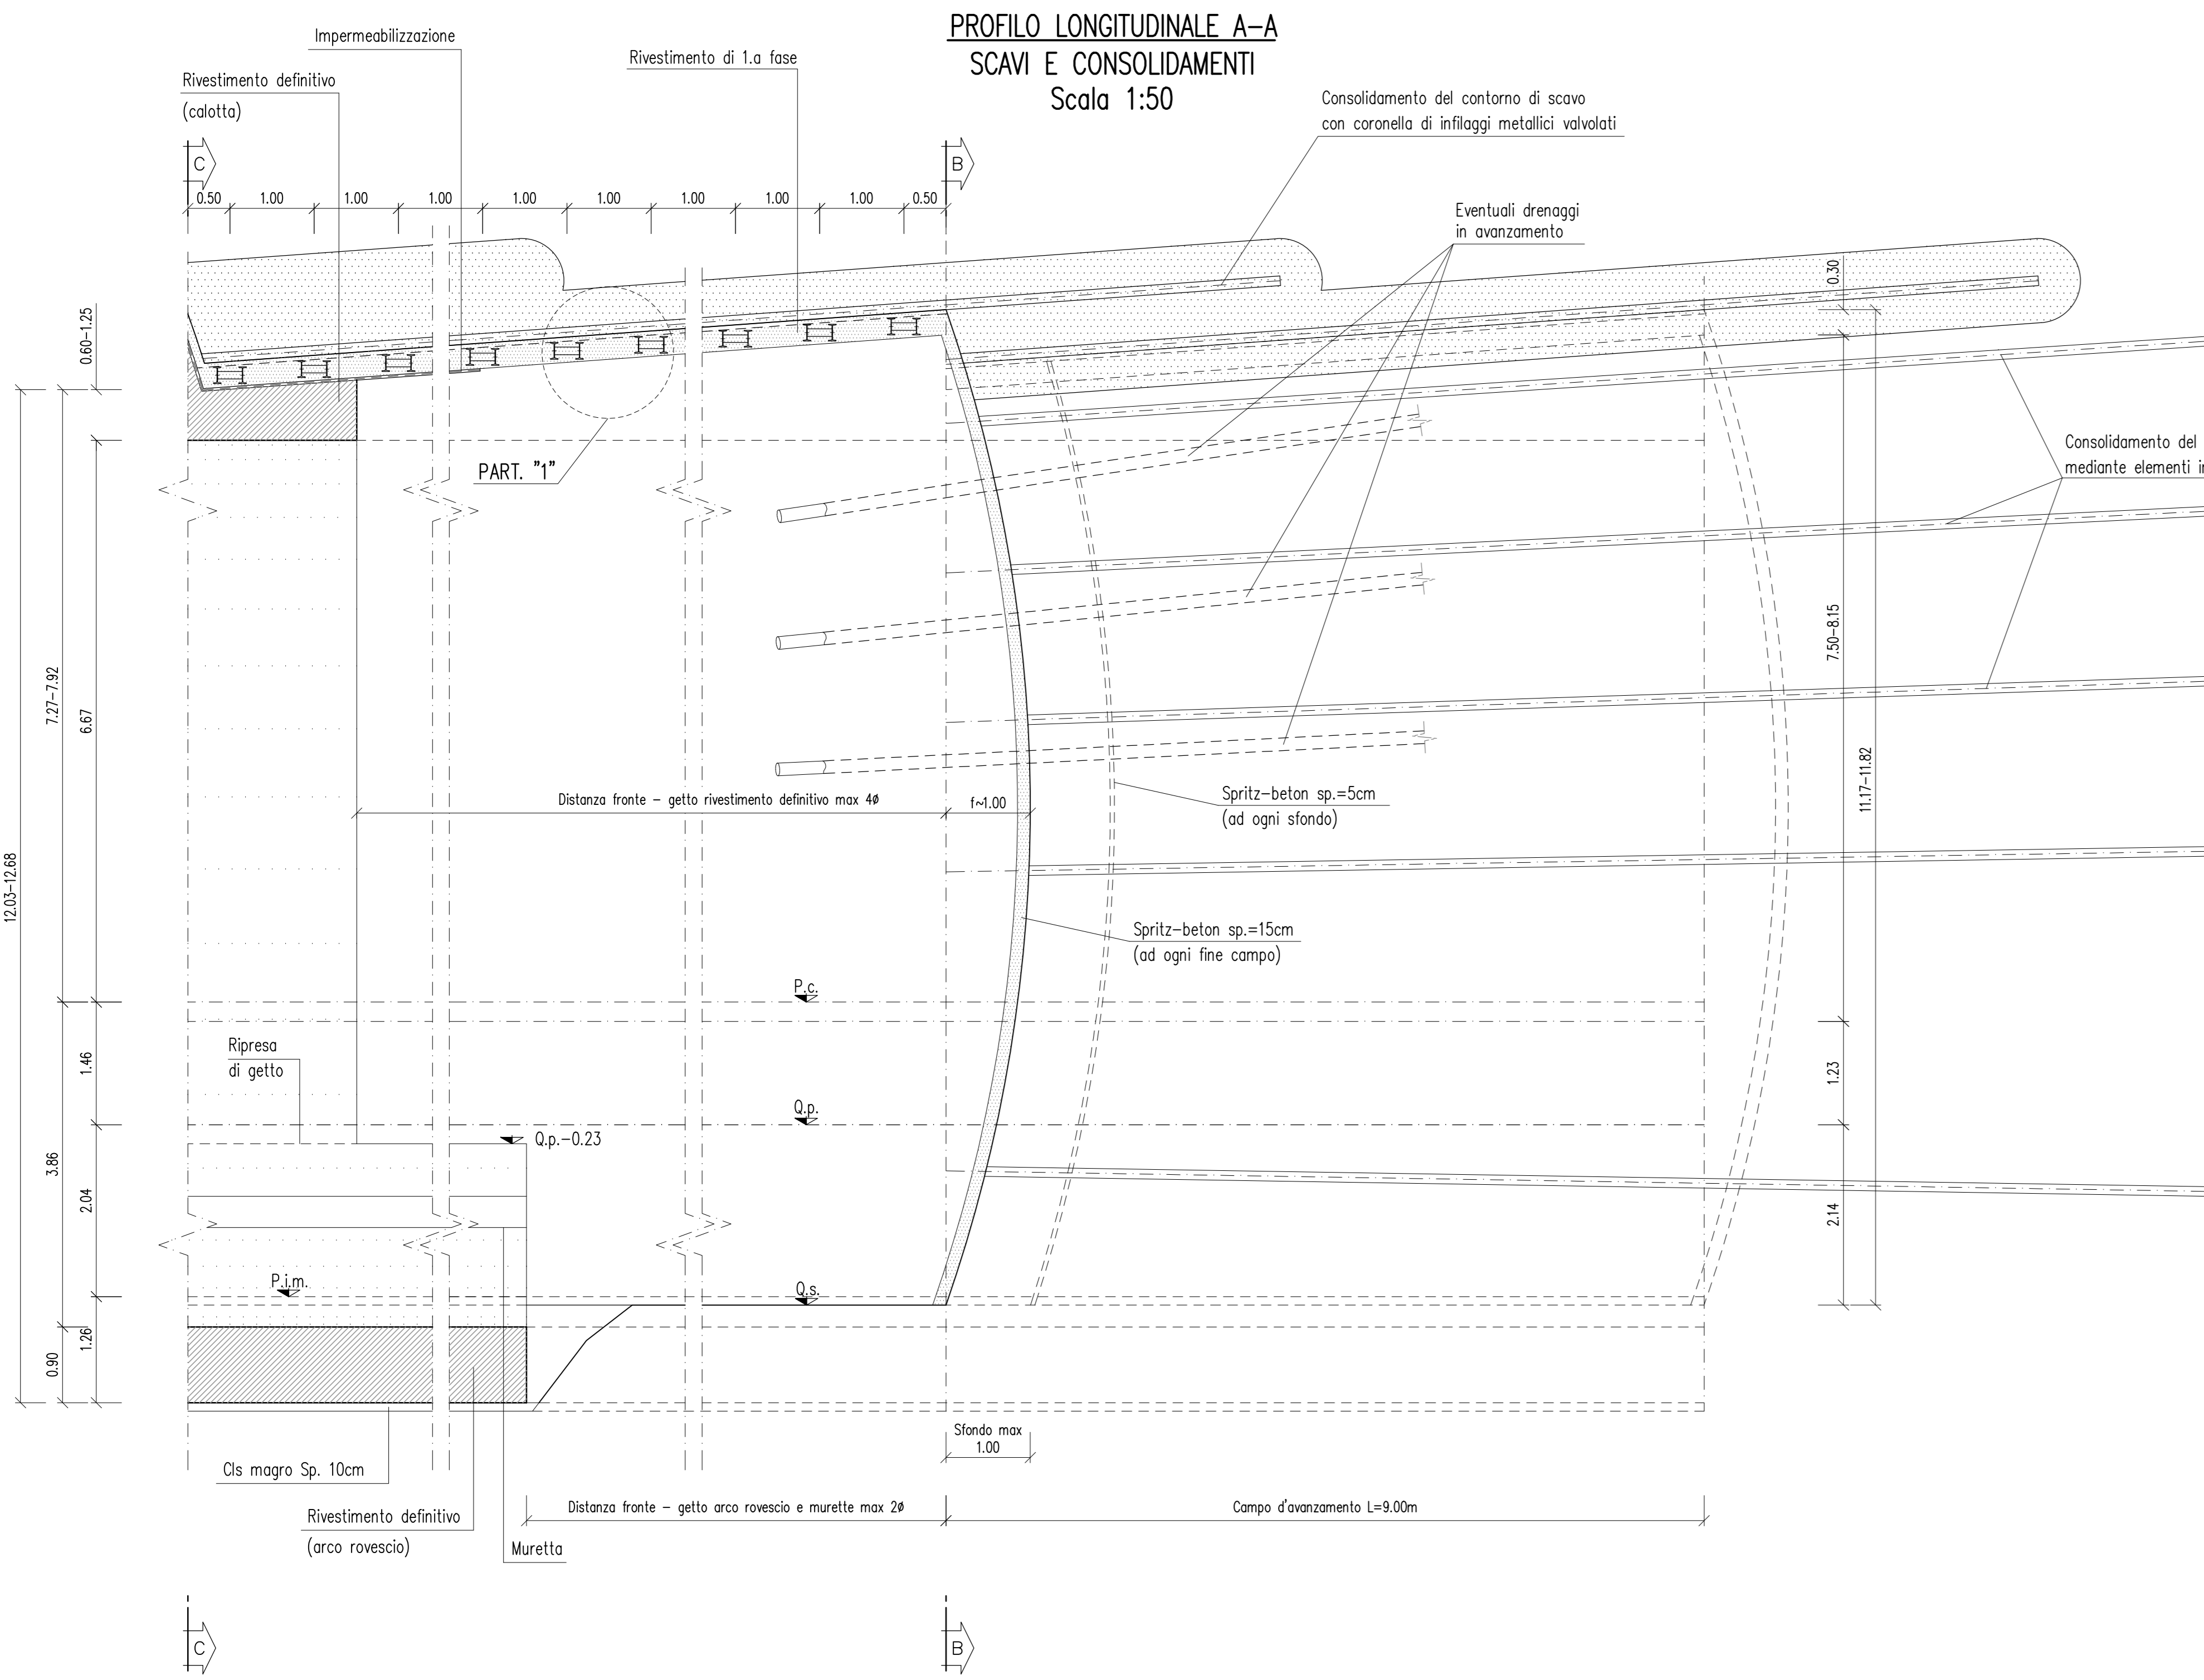 PROFILO LONGITUDINALE A-A
SCAVI E CONSOLIDAMENTI
Scala 1:50
Impermeabilizzazione
Rivestimento di 1.a fase
Rivestimento definitivo
(calotta)
Consolidamento del contorno di scavo
con coronella di infilaggi metallici valvolati
C
B
0.50 1.00 1.00 1.00 1.00 1.00 1.00 1.00 1.00 0.50
Eventuali drenaggi
in avanzamento
0.30
0.60-1.25
PART. "1"
Consolidamento del
mediante elementi in
7.27-7.92
6.67
7.50-8.15
11.17-11.82
12.03-12.68
Distanza fronte - getto rivestimento definitivo max 4ø
f~1.00
Spritz-beton sp.=5cm
(ad ogni sfondo)
Spritz-beton sp.=15cm
(ad ogni fine campo)
P.c.
Ripresa
di getto
1.46
1.23
Q.p.
Q.p.-0.23
3.86
2.04
2.14
P.i.m.
Q.s.
1.26
0.90
Sfondo max
1.00
Cls magro Sp. 10cm
Rivestimento definitivo
(arco rovescio)
Muretta
Distanza fronte - getto arco rovescio e murette max 2ø
Campo d'avanzamento L=9.00m
C
B